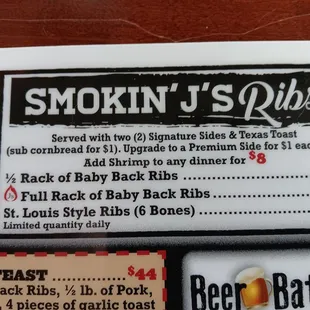 SMOKIN'J'S Ribs
Served with two (2) Signature Sides & Texas Toast
(sub cornbread for $1). Upgrade to a Premium Side for $1 eac
Add Shrimp to any dinner for $8
½ Rack of Baby Back Ribs
Full Rack of Baby Back Ribs
St. Louis Style Ribs (6 Bones)
Limited quantity daily
TEAST $44
ack Ribs, ½ lb. of Pork,
, 4 pieces of garlic toast
Beer Bat